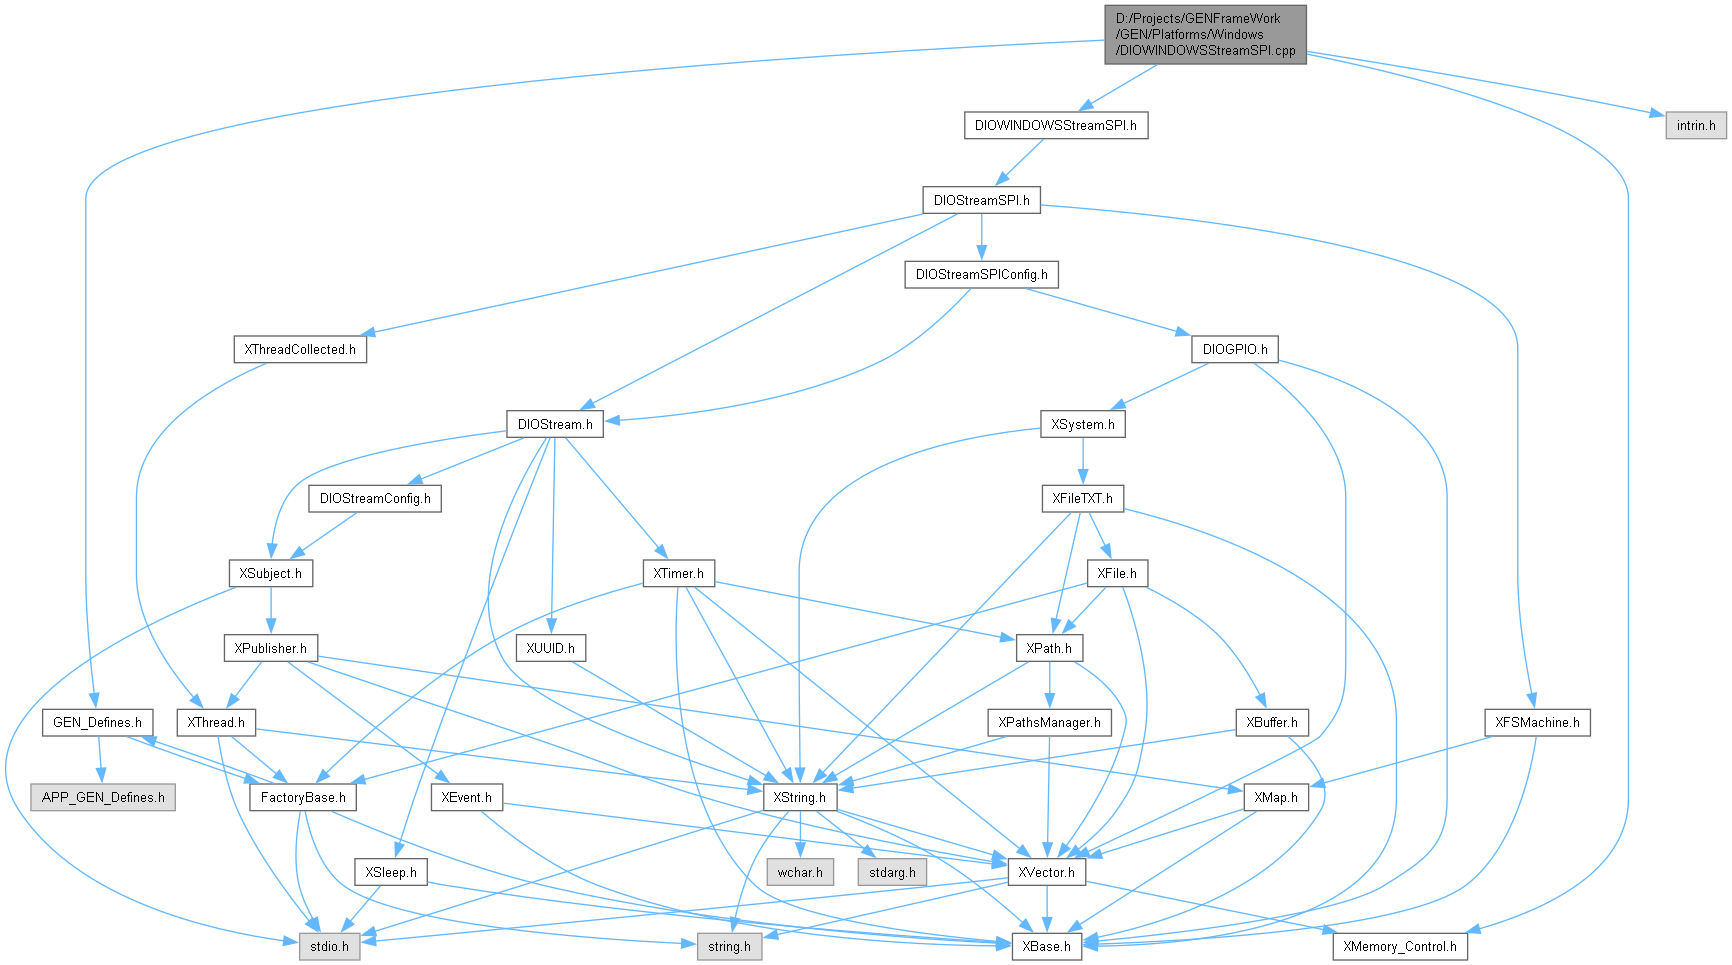 D:/Projects/GENFrameWork
/GEN/Platforms/Windows
/DIOWINDOWSStreamSPI.cpp
DIOWINDOWSStreamSPI.h
intrin.h
DIOStreamSPI.h
DIOStreamSPIConfig.h
XThreadCollected.h
DIOGPIO.h
DIOStream.h
XSystem.h
DIOStreamConfig.h
XFileTXT.h
XSubject.h
XTimer.h
XFile.h
XPublisher.h
XUUID.h
XPath.h
GEN_Defines.h
XThread.h
XPathsManager.h
XBuffer.h
XFSMachine.h
APP_GEN_Defines.h
FactoryBase.h
XEvent.h
XString.h
XMap.h
XSleep.h
wchar.h
stdarg.h
XVector.h
stdio.h
string.h
XBase.h
XMemory_Control.h